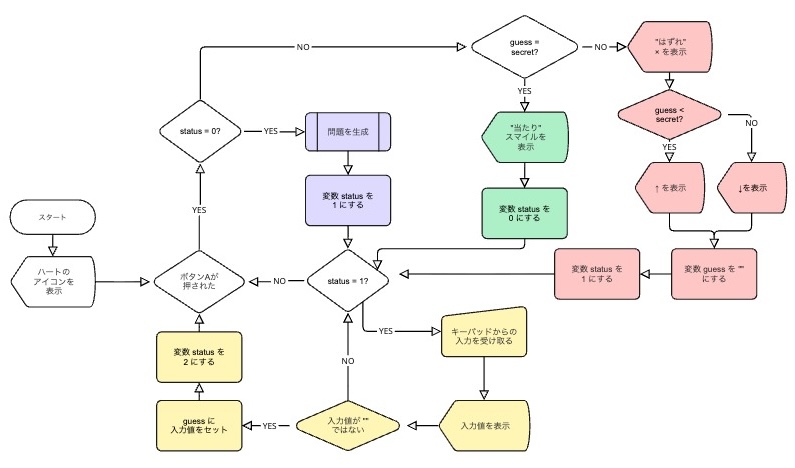 guess =
secret?
NO
NO
"はずれ"
× を表示
YES
guess <
secret?
status = 0?
YES
問題を生成
"当たり"
スマイルを
表示
NO
YES
↑ を表示
↓を表示
変数 status を
1 にする
変数 status を
0 にする
YES
スタート
ハートの
アイコンを
表示
ボタンAが
押された
NO
status = 1?
変数 status を
1 にする
変数 guess を ""
にする
YES
キーパッドからの
入力を受け取る
変数 status を
2 にする
NO
guess に
入力値をセット
YES
入力値が ""
ではない
入力値を表示